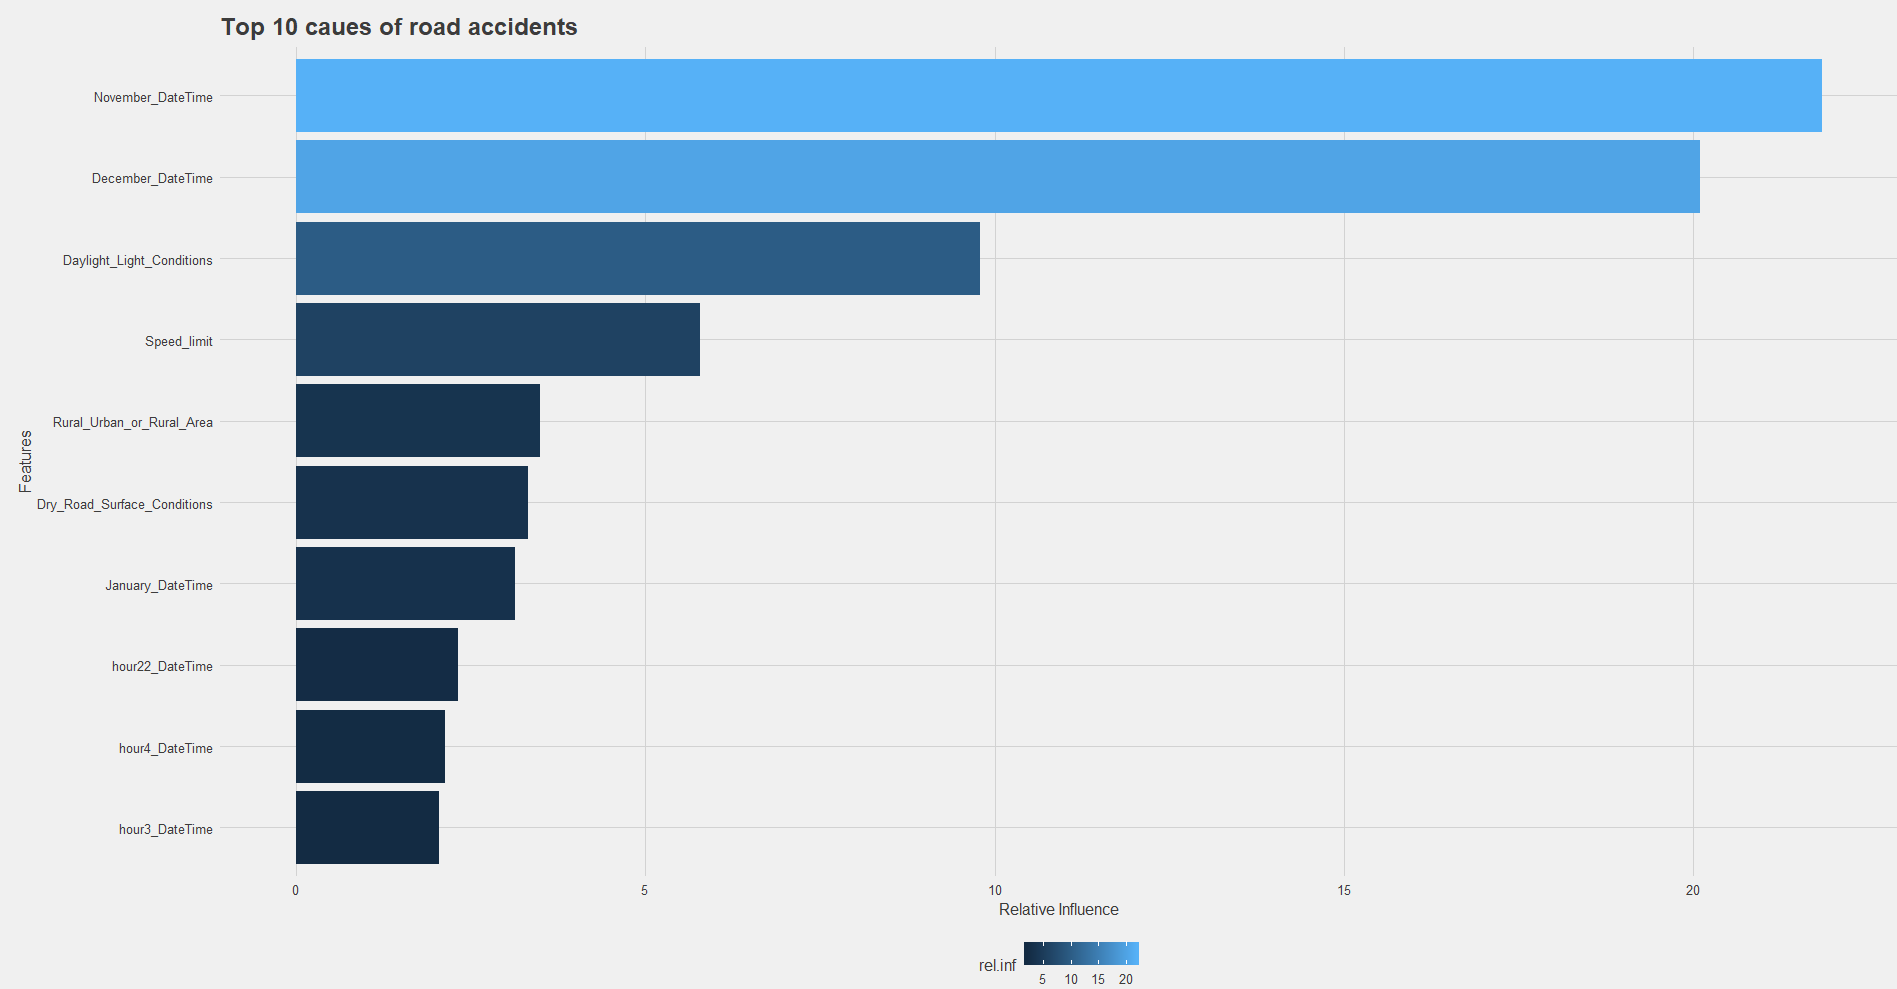 Top 10 caues of road accidents
November_DateTime
December_DateTime
Daylight_Light_Conditions
Speed_limit
Rural_Urban_or_Rural_Area
Dry_Road_Surface_Conditions
January_DateTime
hour22_DateTime
hour4_DateTime
hour3_DateTime
Features
0 5 10 15 20
Relative Influence
rel.inf
5 10 15 20